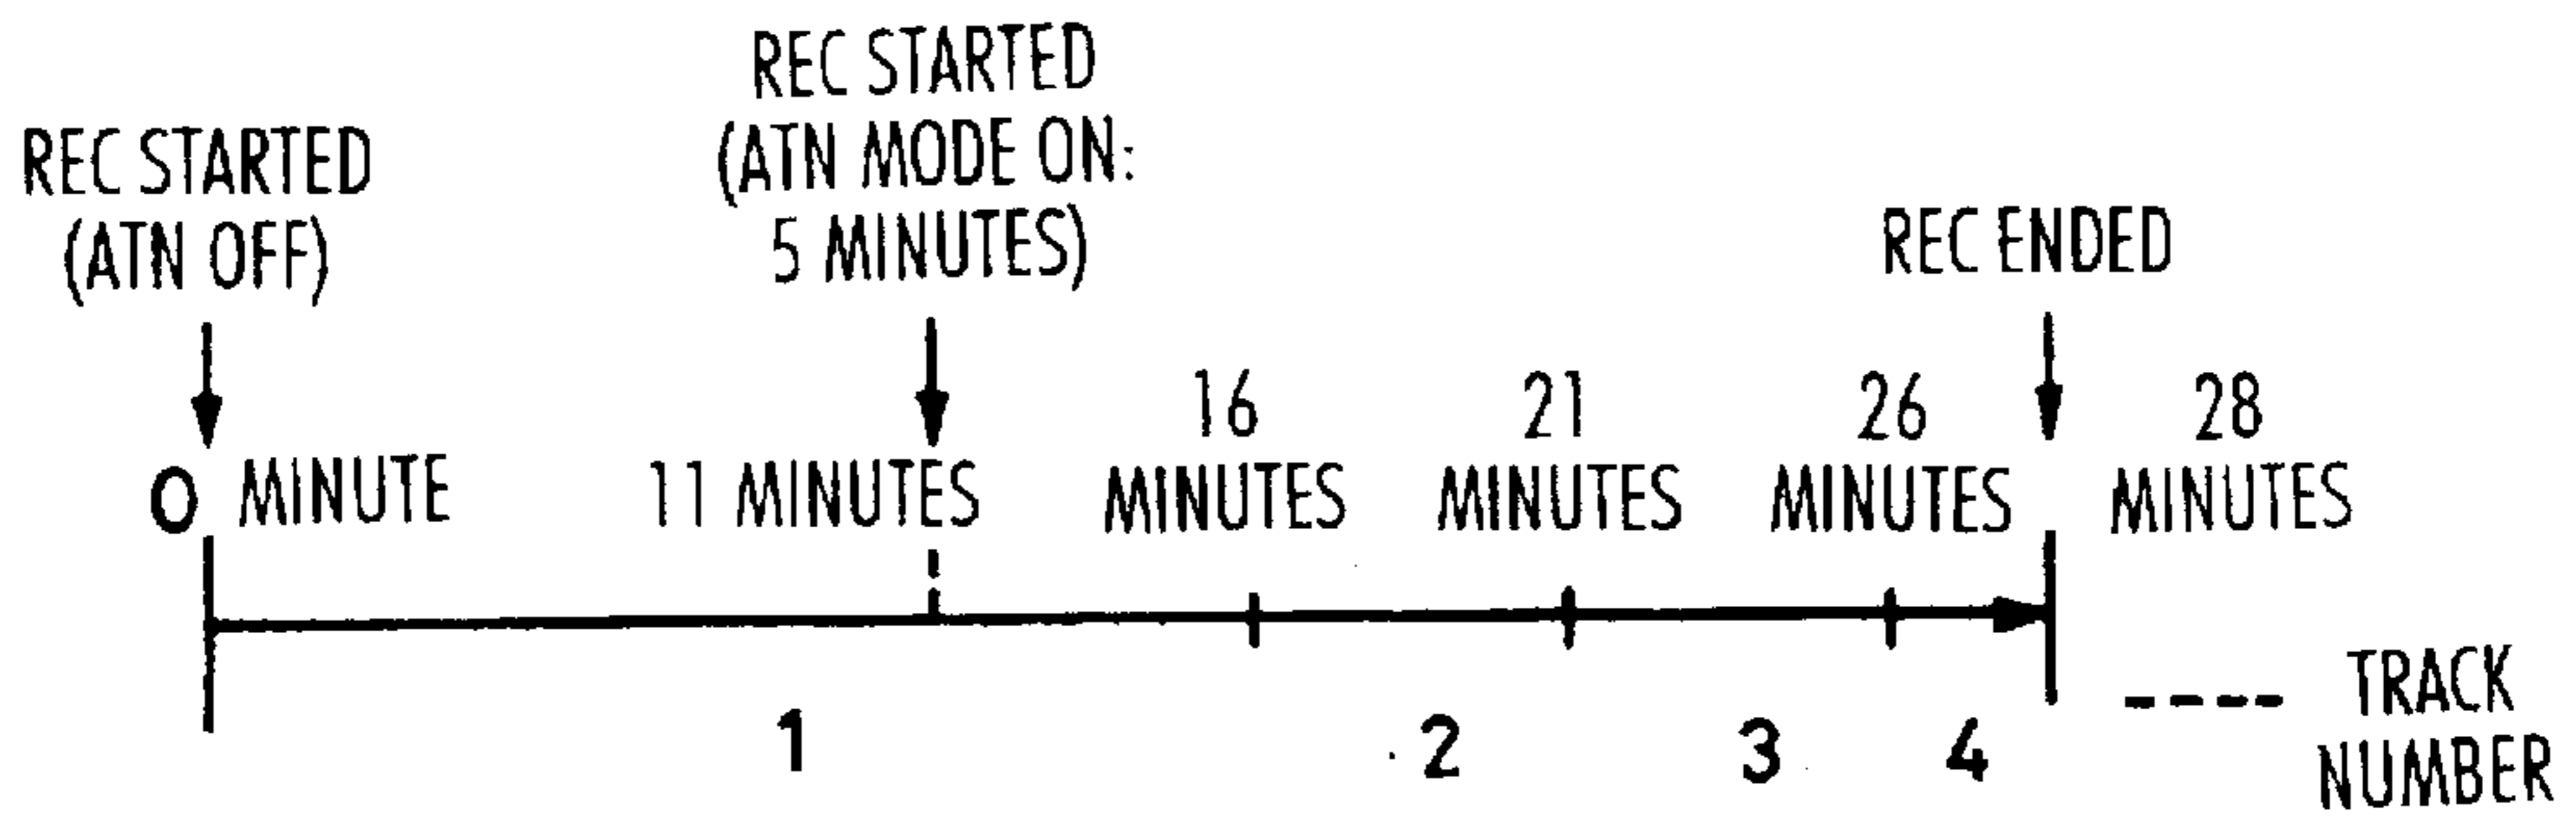 REC STARTED
(ATN OFF)
REC STARTED
(ATN MODE ON:
5 MINUTES)
REC ENDED
0 MINUTE
11 MINUTES
16
MINUTES
21
MINUTES
26
MINUTES
28
MINUTES
1
2
3
4
---- TRACK
NUMBER